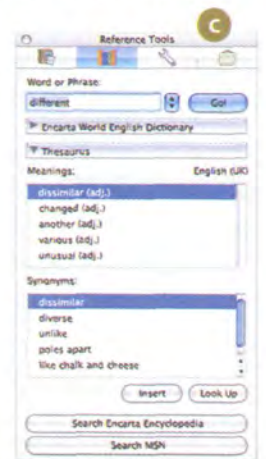 C
Reference Tools
Word or Phrase:
different
Go!
Encarta World English Dictionary
Thesaurus
Meanings: English (UK)
dissimilar (adj.)
changed (adj.)
another (adj.)
various (adj.)
unusual (adj.)
Synonyms:
dissimilar
diverse
unlike
poles apart
like chalk and cheese
Insert Look Up
Search Encarta Encyclopedia
Search MSN